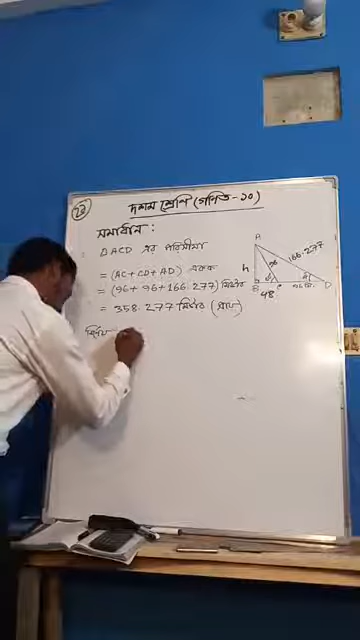 দশম শ্রেণি (গণিত-১০)
সমাধান:
ΔACD এর পরিসীমা
= (AC + CD + AD) একক
= (96 + 96 + 166.277) মিটার
= 358.277 মিটার (প্রায়)
নির্ণেয়
A
166.277
96
h
B
C
D
48